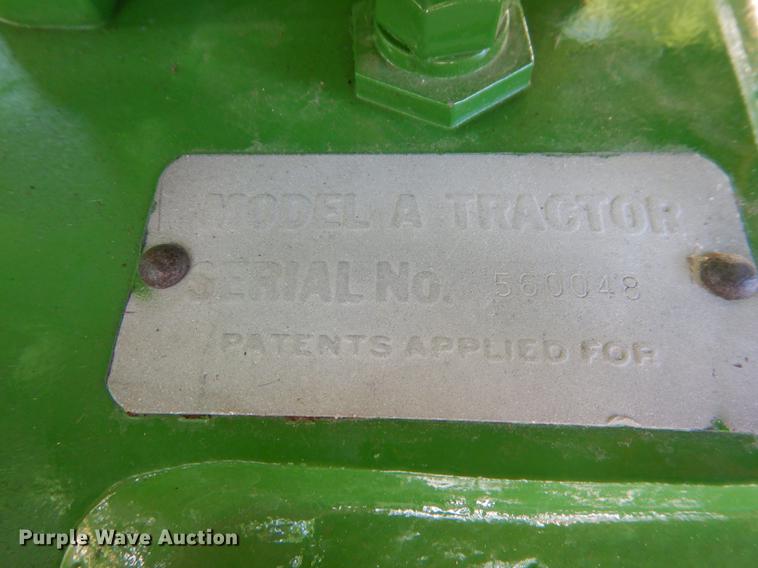 MODEL A TRACTOR
SERIAL NO. 560048
PATENTS APPLIED FOR
Purple Wave Auction